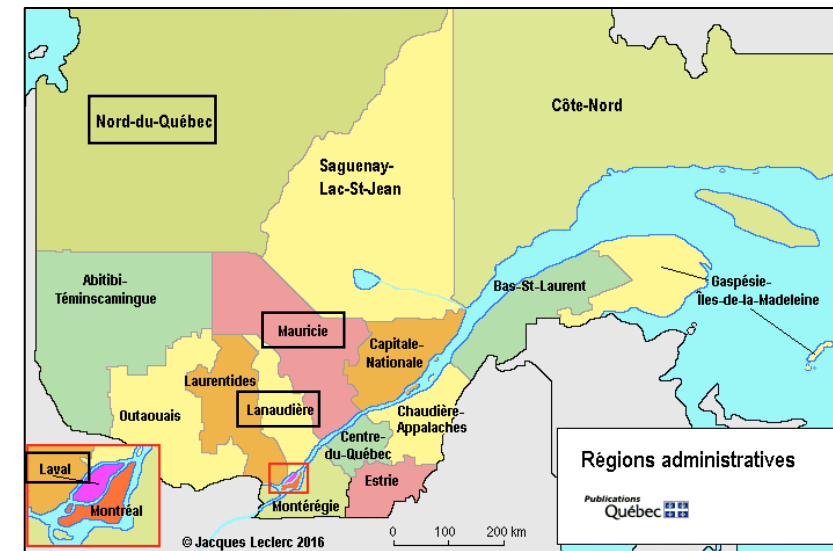 Nord-du-Québec
Côte-Nord
Saguenay-
Lac-St-Jean
Abitibi-
Téminscamingue
Bas-St-Laurent
Gaspésie-
Îles-de-la-Madeleine
Mauricie
Capitale-
Nationale
Laurentides
Lanaudière
Outaouais
Chaudière-
Appalaches
Centre-
du-Québec
Laval
Estrie
Montréal
Montérégie
Régions administratives
Publications
Québec
© Jacques Leclerc 2016
0 100 200 km